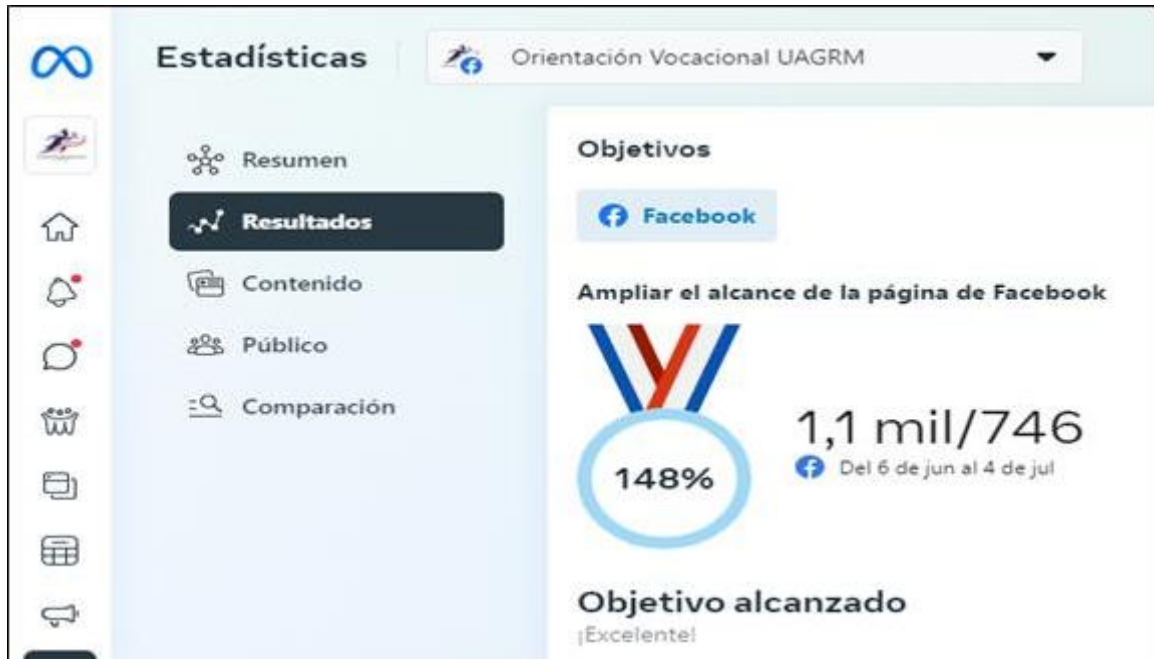 Estadísticas
Orientación Vocacional UAGRM
Resumen
Resultados
Contenido
Público
Comparación
Objetivos
Facebook
Ampliar el alcance de la página de Facebook
148%
1,1 mil/746
Del 6 de jun al 4 de jul
Objetivo alcanzado
¡Excelente!